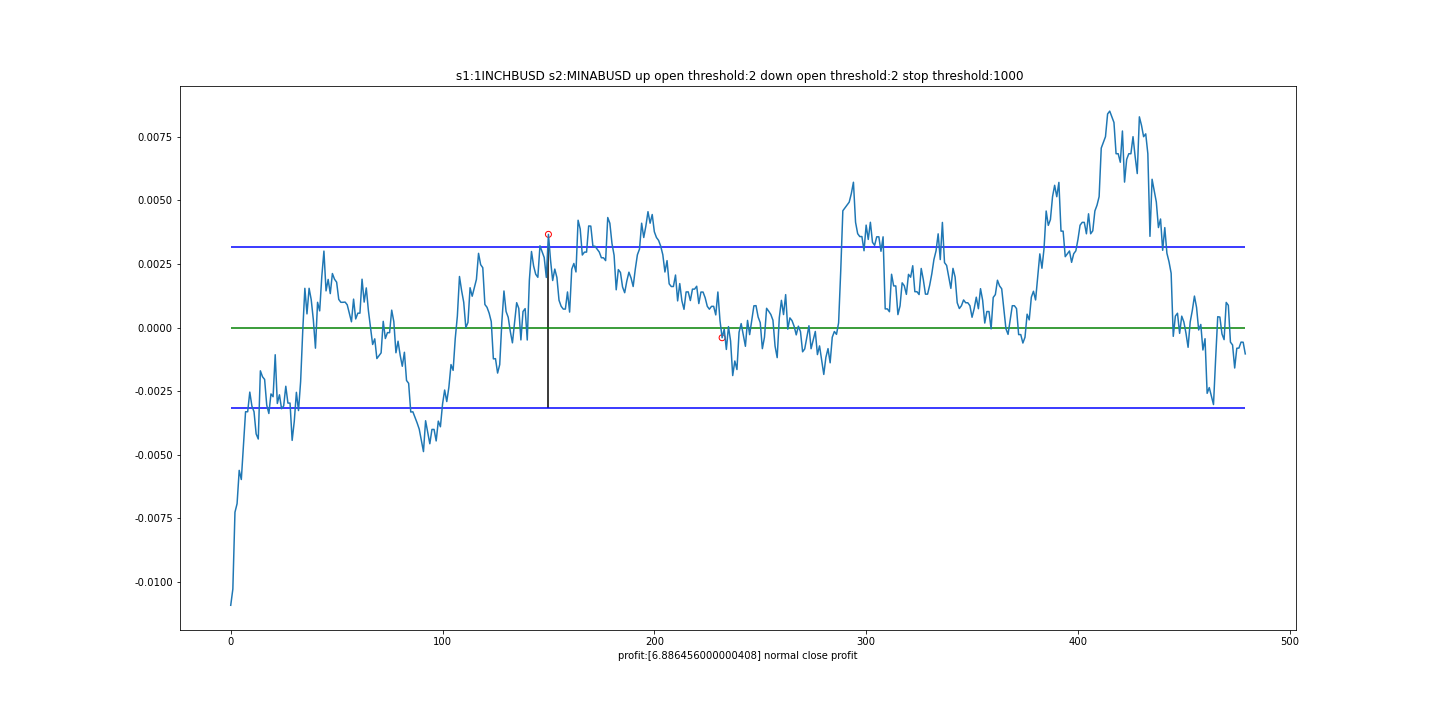 s1:1INCHBUSD s2:MINABUSD up open threshold:2 down open threshold:2 stop threshold:1000
0.0075
0.0050
0.0025
0.0000
-0.0025
-0.0050
-0.0075
-0.0100
0 100 200 300 400 500
profit:[6.886456000000408] normal close profit